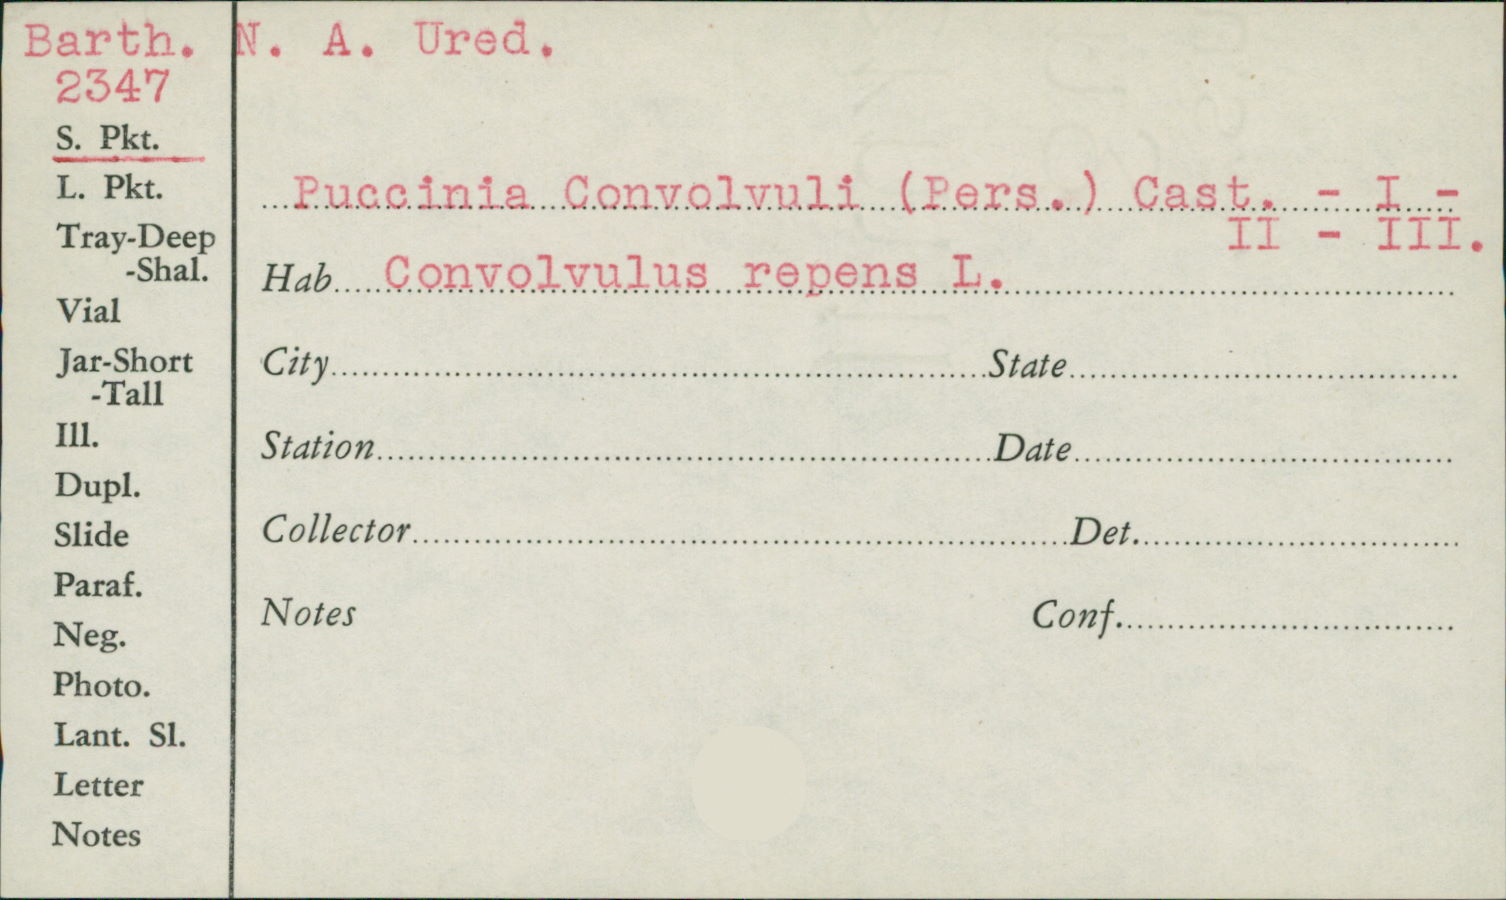 Barth. N. A. Ured.
2347
S. Pkt.
L. Pkt.
Tray-Deep
-Shal.
Vial
Jar-Short
-Tall
Ill.
Dupl.
Slide
Paraf.
Neg.
Photo.
Lant. Sl.
Letter
Notes
Puccinia Convolvuli (Pers.) Cast. - I -
II - III.
Hab. Convolvulus repens L.
City State
Station Date
Collector Det.
Notes Conf.